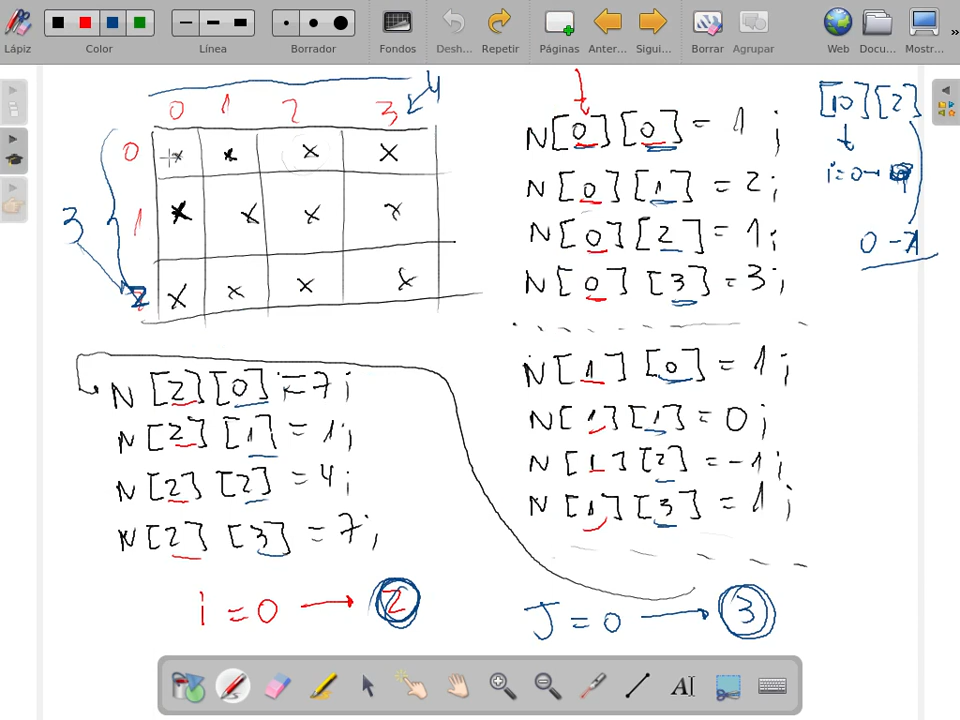 Lápiz Color Línea Borrador Fondos Desh... Repetir Páginas Anter... Sigui... Borrar Agrupar Web Docu... Mostr... »
4
0 1 2 3
0
1
3
N[0][0] = 1;
N[0][1] = 2;
N[0][2] = 1;
N[0][3] = 3;
N[1][0] = 1;
N[1][1] = 0;
N[1][2] = -1;
N[1][3] = 1;
N[2][0] = 7;
N[2][1] = 1;
N[2][2] = 4;
N[2][3] = 7;
i = 0 → 2
J = 0 → 3
[10][2]
i=0→9
0 -